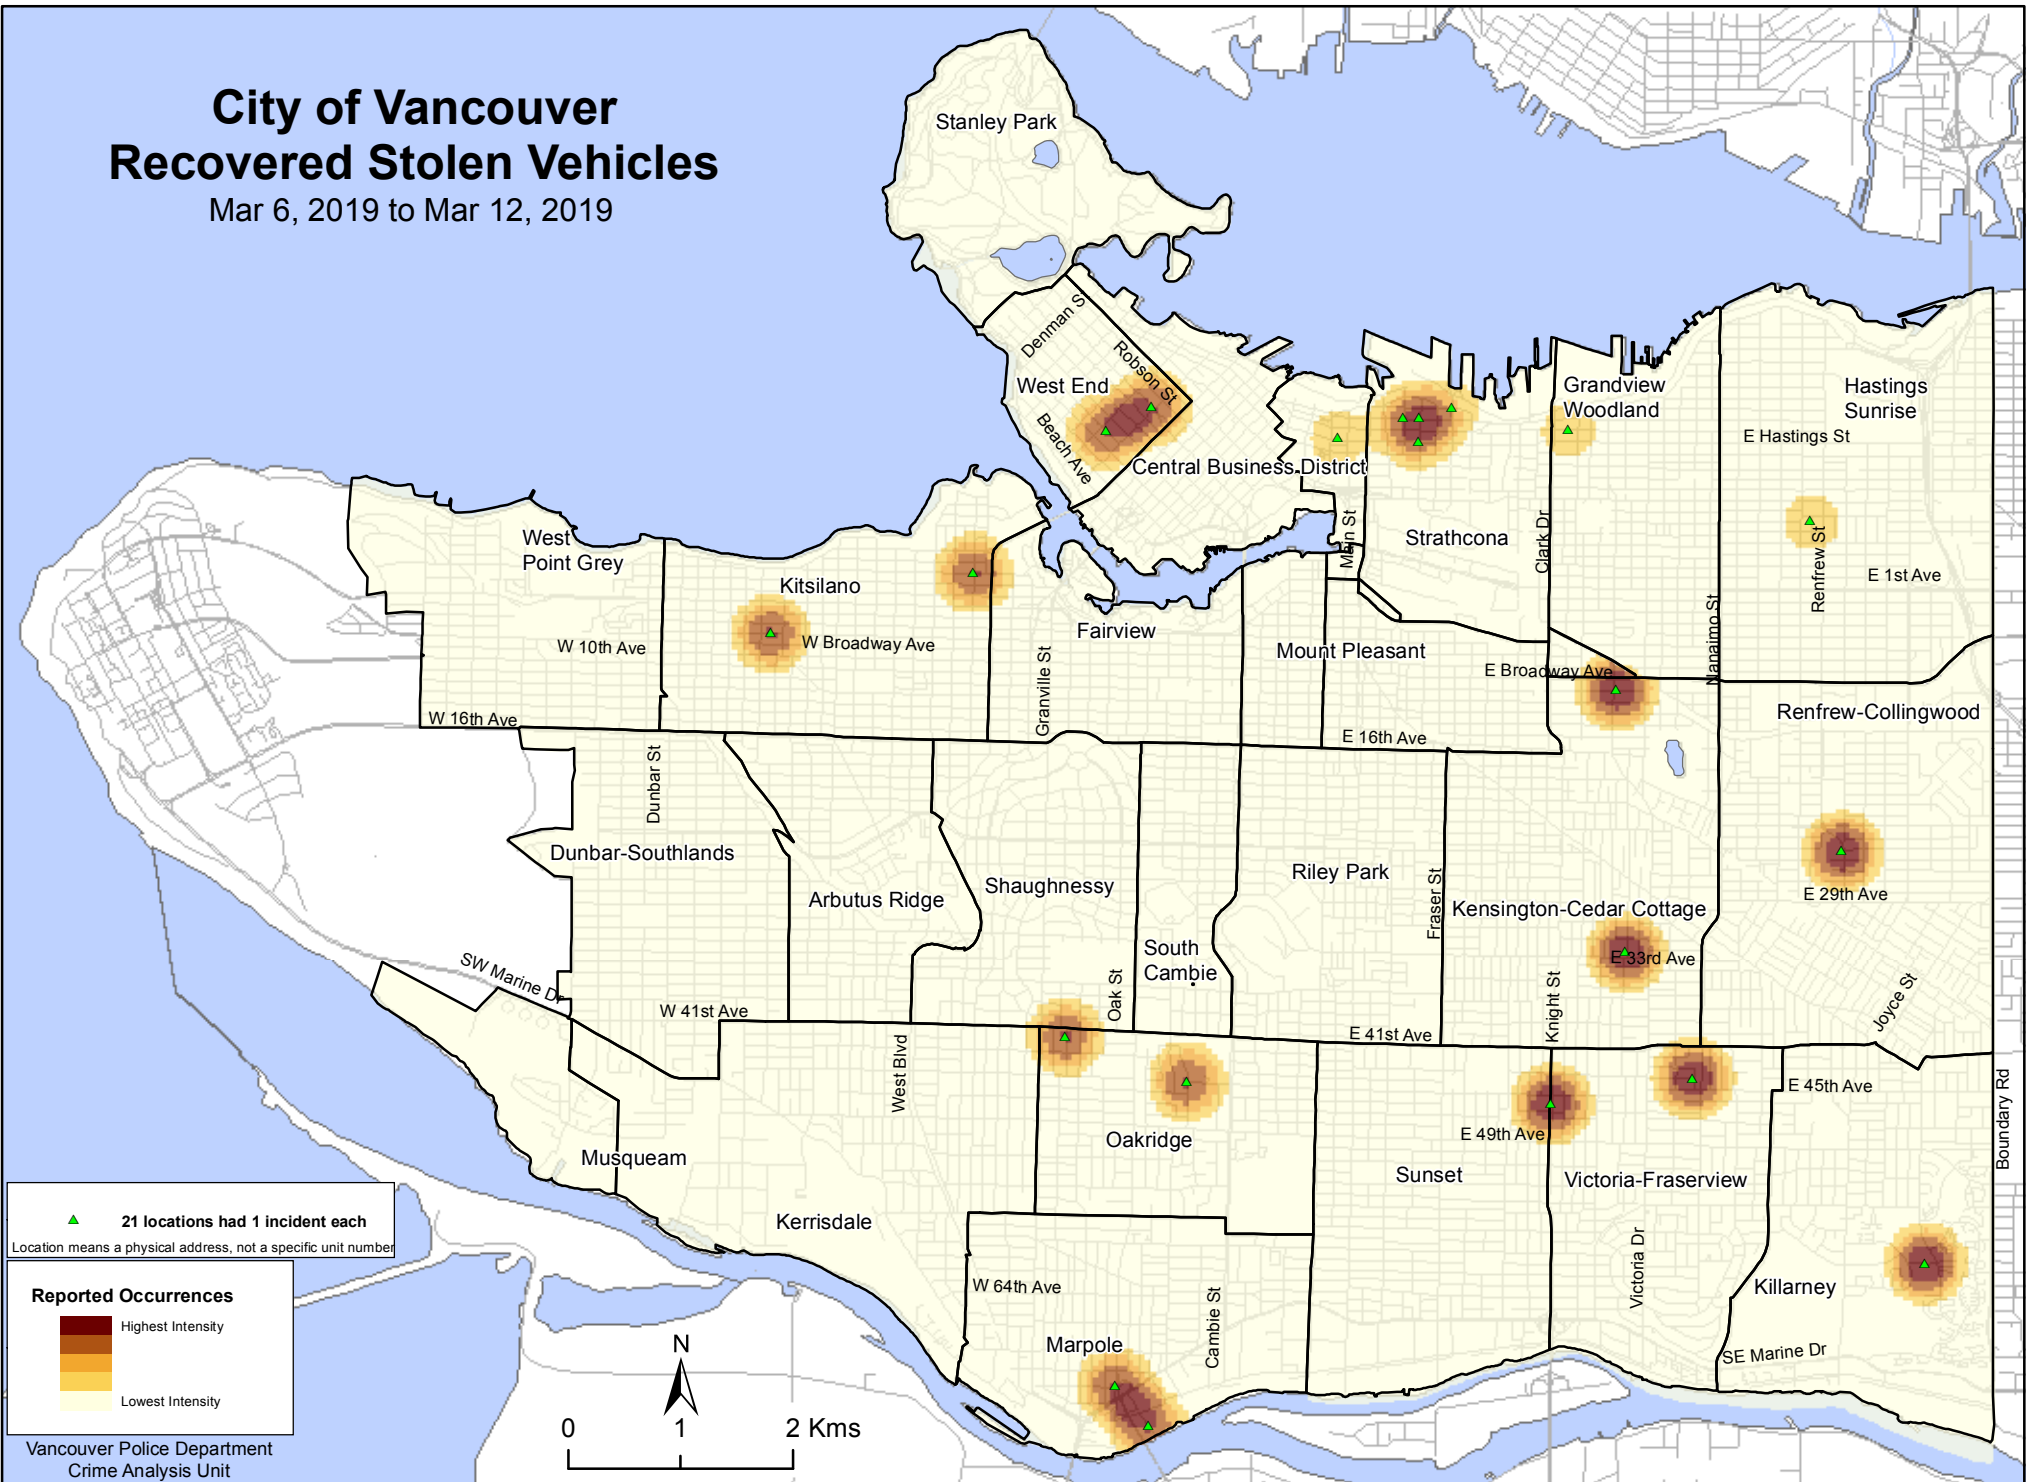 City of Vancouver
Recovered Stolen Vehicles
Mar 6, 2019 to Mar 12, 2019
Stanley Park
Denman S
Robson St
West End
Beach Ave
Central Business District
Grandview
Woodland
Hastings
Sunrise
E Hastings St
West
Point Grey
Kitsilano
Main St
Strathcona
Clark Dr
Renfrew St
E 1st Ave
W 10th Ave
W Broadway Ave
Fairview
Mount Pleasant
E Broadway Ave
Nanaimo St
Granville St
W 16th Ave
E 16th Ave
Renfrew-Collingwood
Dunbar St
Dunbar-Southlands
Arbutus Ridge
Shaughnessy
Riley Park
Fraser St
Kensington-Cedar Cottage
E 29th Ave
South
Cambie
E 33rd Ave
SW Marine Dr
W 41st Ave
Oak St
Knight St
Joyce St
E 41st Ave
West Blvd
E 45th Ave
Boundary Rd
Oakridge
E 49th Ave
Musqueam
Sunset
Victoria-Fraserview
Kerrisdale
Victoria Dr
W 64th Ave
Killarney
Cambie St
Marpole
SE Marine Dr
21 locations had 1 incident each
Location means a physical address, not a specific unit number
Reported Occurrences
Highest Intensity
Lowest Intensity
N
0 1 2 Kms
Vancouver Police Department
Crime Analysis Unit